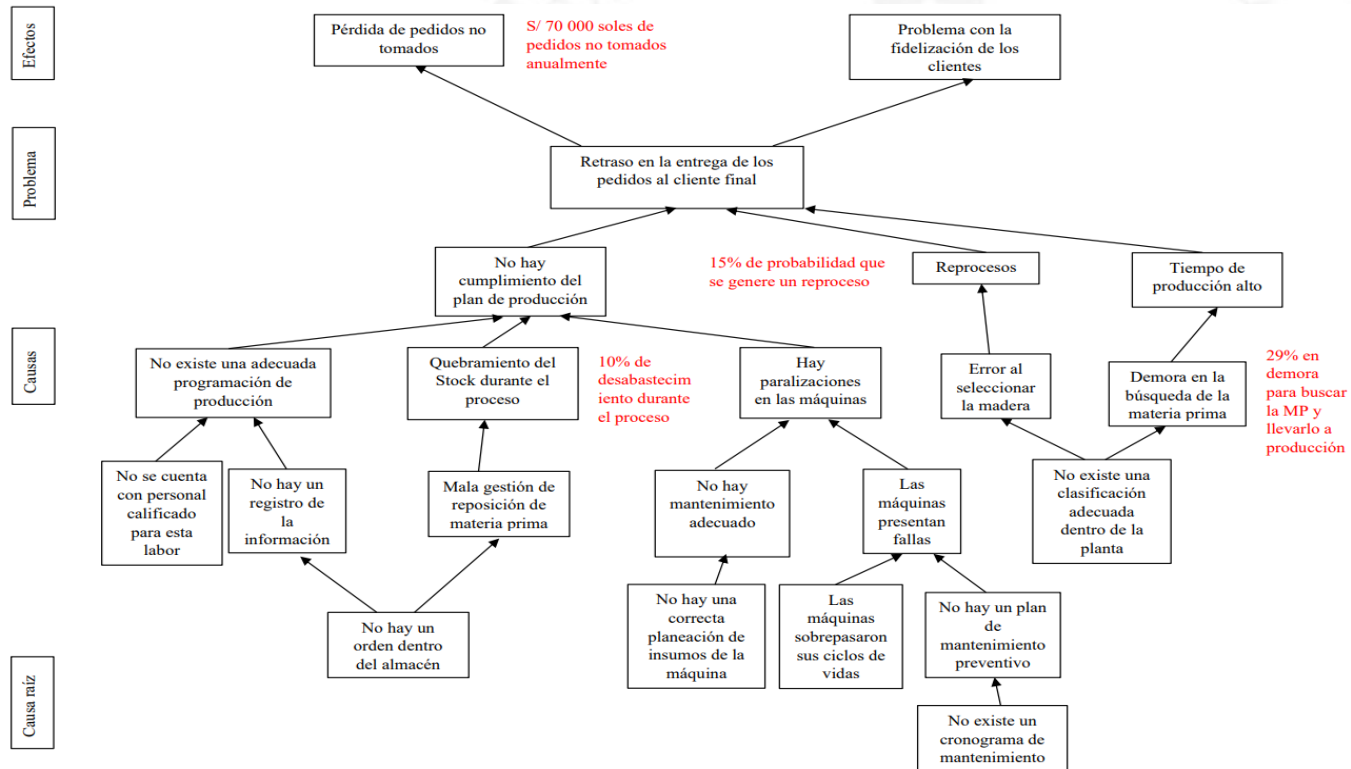 Efectos
Pérdida de pedidos no
tomados
S/ 70 000 soles de
pedidos no tomados
anualmente
Problema con la
fidelización de los
clientes
Problema
Retraso en la entrega de los
pedidos al cliente final
No hay
cumplimiento del
plan de producción
15% de probabilidad que
se genere un reproceso
Reprocesos
Tiempo de
producción alto
Causas
No existe una adecuada
programación de
producción
Quebramiento del
Stock durante el
proceso
10% de
desabastecim
iento durante
el proceso
Hay
paralizaciones
en las máquinas
Error al
seleccionar
la madera
Demora en la
búsqueda de la
materia prima
29% en
demora
para buscar
la MP y
llevarlo a
producción
No se cuenta
con personal
calificado
para esta
labor
No hay un
registro de
la
información
Mala gestión de
reposición de
materia prima
No hay
mantenimiento
adecuado
Las
máquinas
presentan
fallas
No existe una
clasificación
adecuada
dentro de la
planta
No hay un
orden dentro
del almacén
No hay una
correcta
planeación de
insumos de la
máquina
Las
máquinas
sobrepasaron
sus ciclos de
vidas
No hay un plan
de
mantenimiento
preventivo
Causa raíz
No existe un
cronograma de
mantenimiento